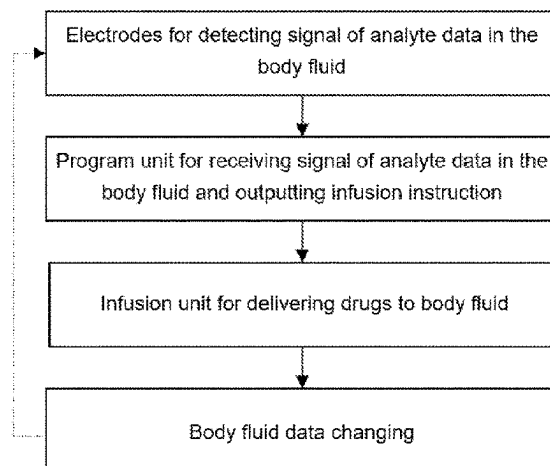 Electrodes for detecting signal of analyte data in the
body fluid
Program unit for receiving signal of analyte data in the
body fluid and outputting infusion instruction
Infusion unit for delivering drugs to body fluid
Body fluid data changing